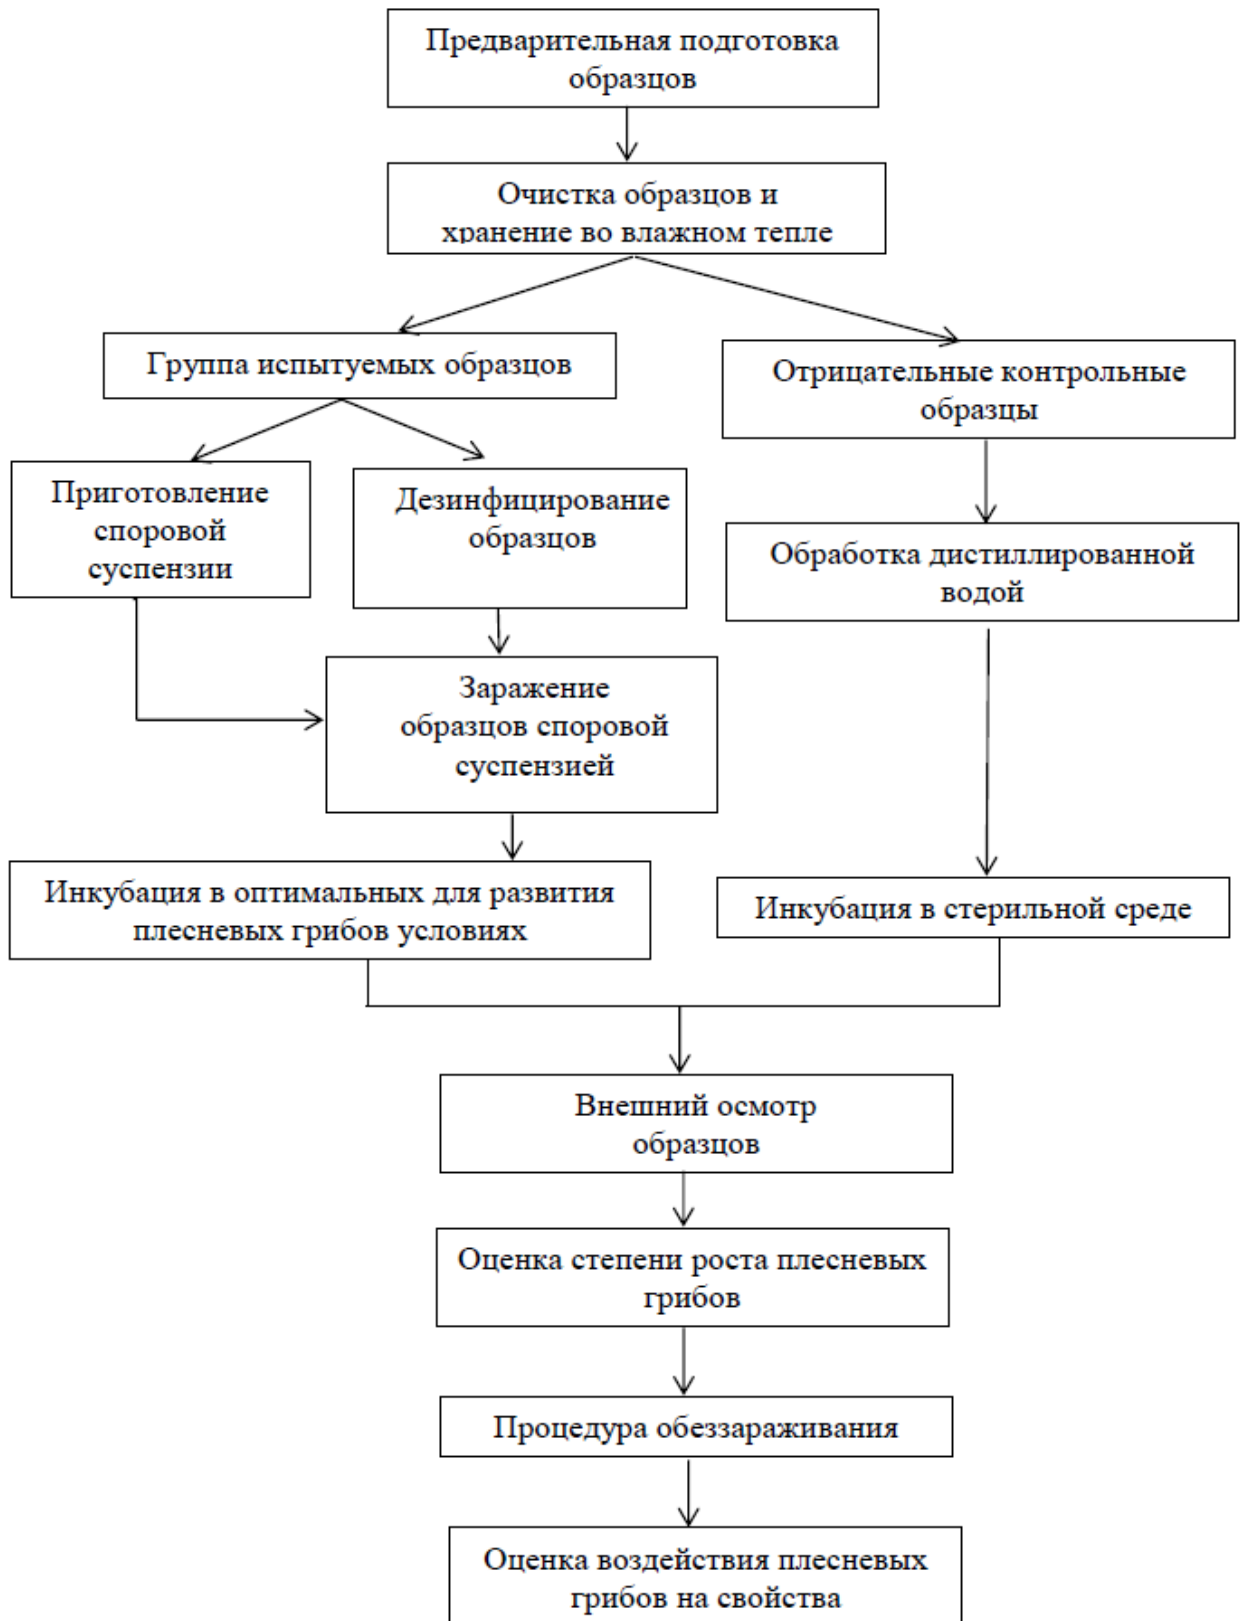 Предварительная подготовка
образцов
Очистка образцов и
хранение во влажном тепле
Группа испытуемых образцов
Отрицательные контрольные
образцы
Приготовление
споровой
суспензии
Дезинфицирование
образцов
Обработка дистиллированной
водой
Заражение
образцов споровой
суспензией
Инкубация в оптимальных для развития
плесневых грибов условиях
Инкубация в стерильной среде
Внешний осмотр
образцов
Оценка степени роста плесневых
грибов
Процедура обеззараживания
Оценка воздействия плесневых
грибов на свойства